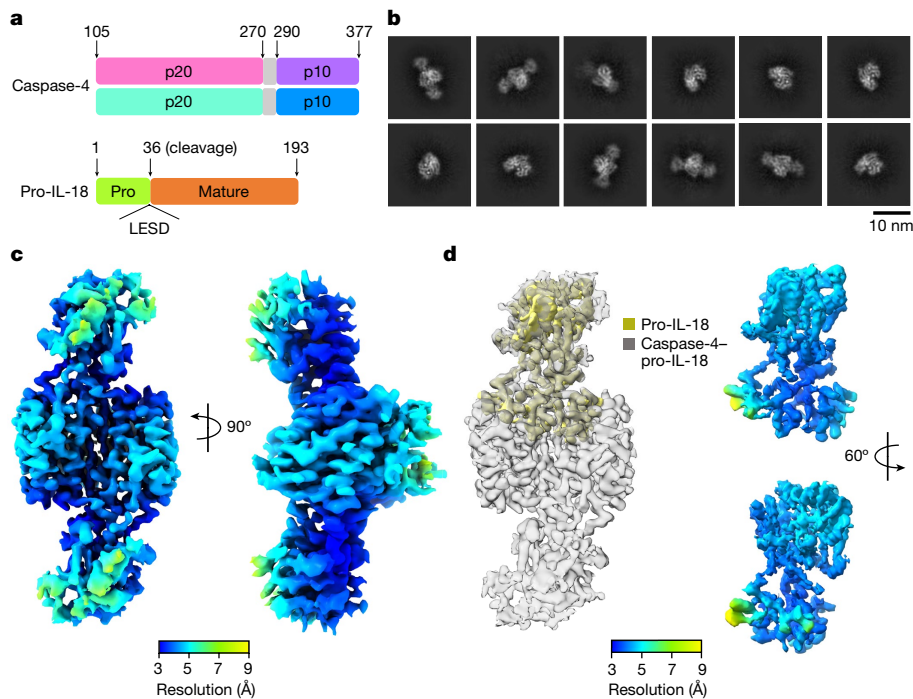 a
105 270 290 377
Caspase-4
p20 p10
p20 p10
1 36 (cleavage) 193
Pro-IL-18
Pro Mature
LESD
b
10 nm
c
90º
3 5 7 9
Resolution (Å)
d
Pro-IL-18
Caspase-4–
pro-IL-18
60º
3 5 7 9
Resolution (Å)